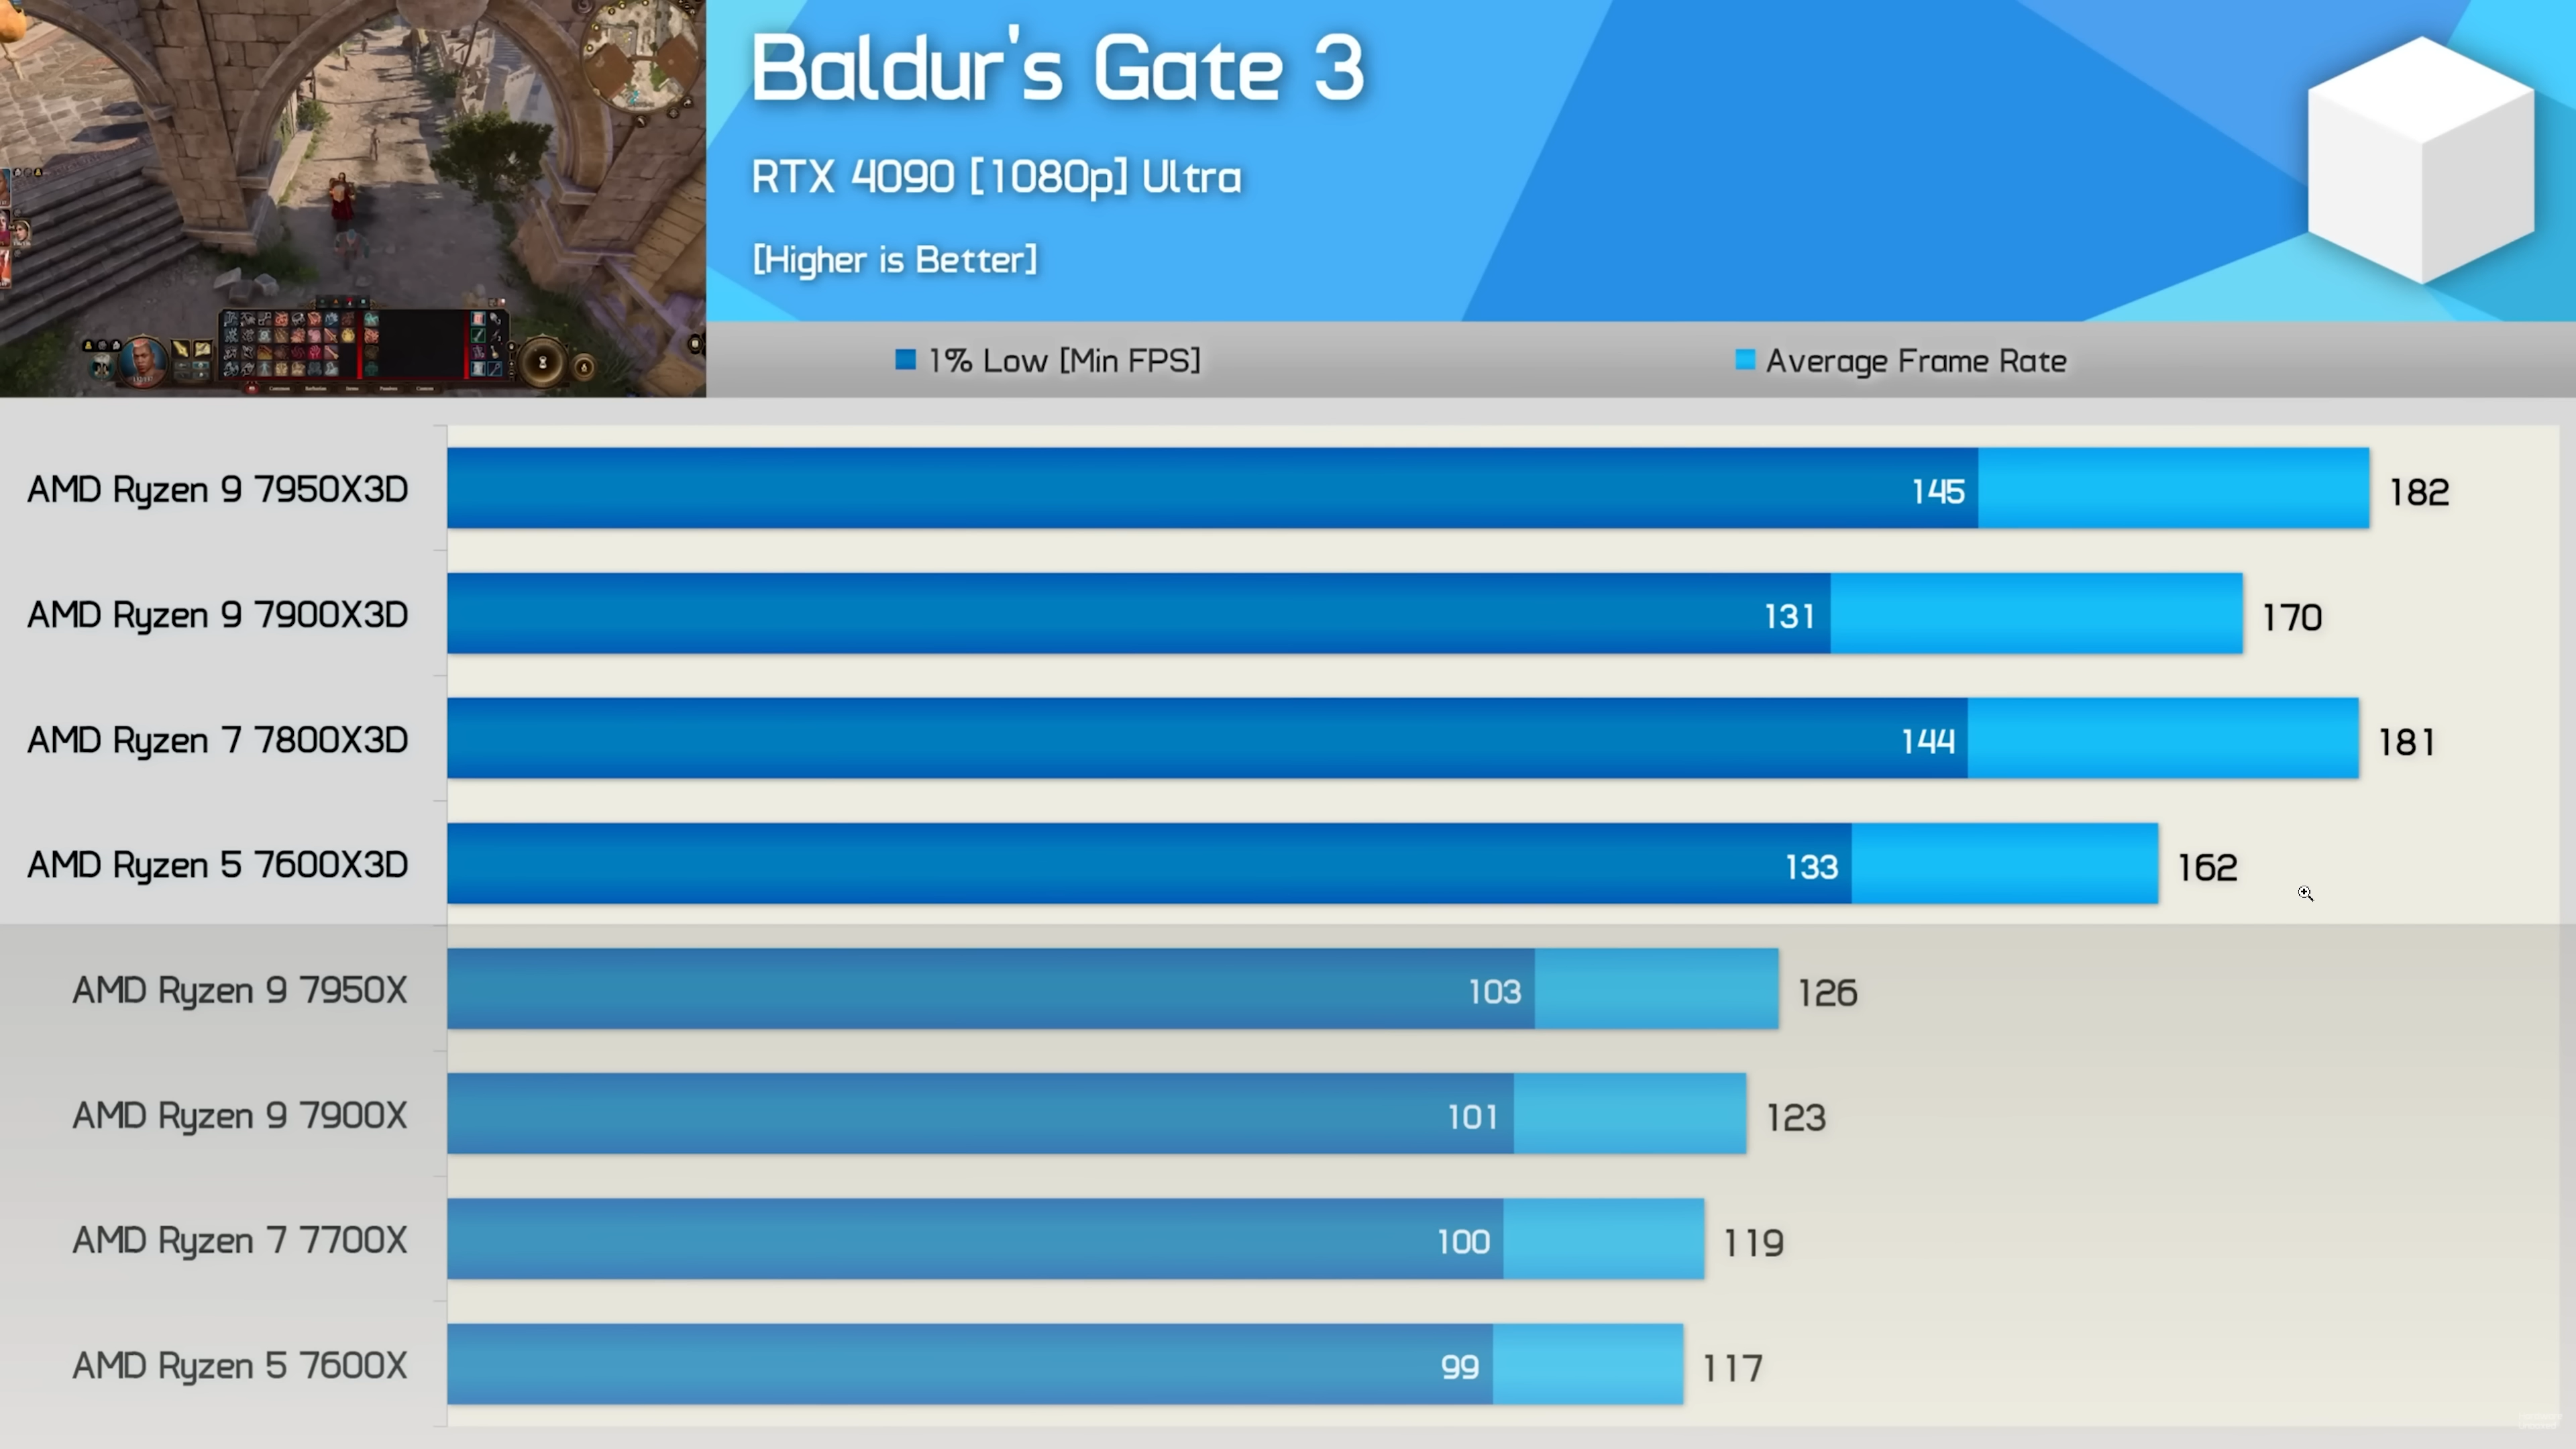 Baldur's Gate 3
RTX 4090 [1080p] Ultra
[Higher is Better]
1% Low [Min FPS]
Average Frame Rate
AMD Ryzen 9 7950X3D 145 182
AMD Ryzen 9 7900X3D 131 170
AMD Ryzen 7 7800X3D 144 181
AMD Ryzen 5 7600X3D 133 162
AMD Ryzen 9 7950X 103 126
AMD Ryzen 9 7900X 101 123
AMD Ryzen 7 7700X 100 119
AMD Ryzen 5 7600X 99 117